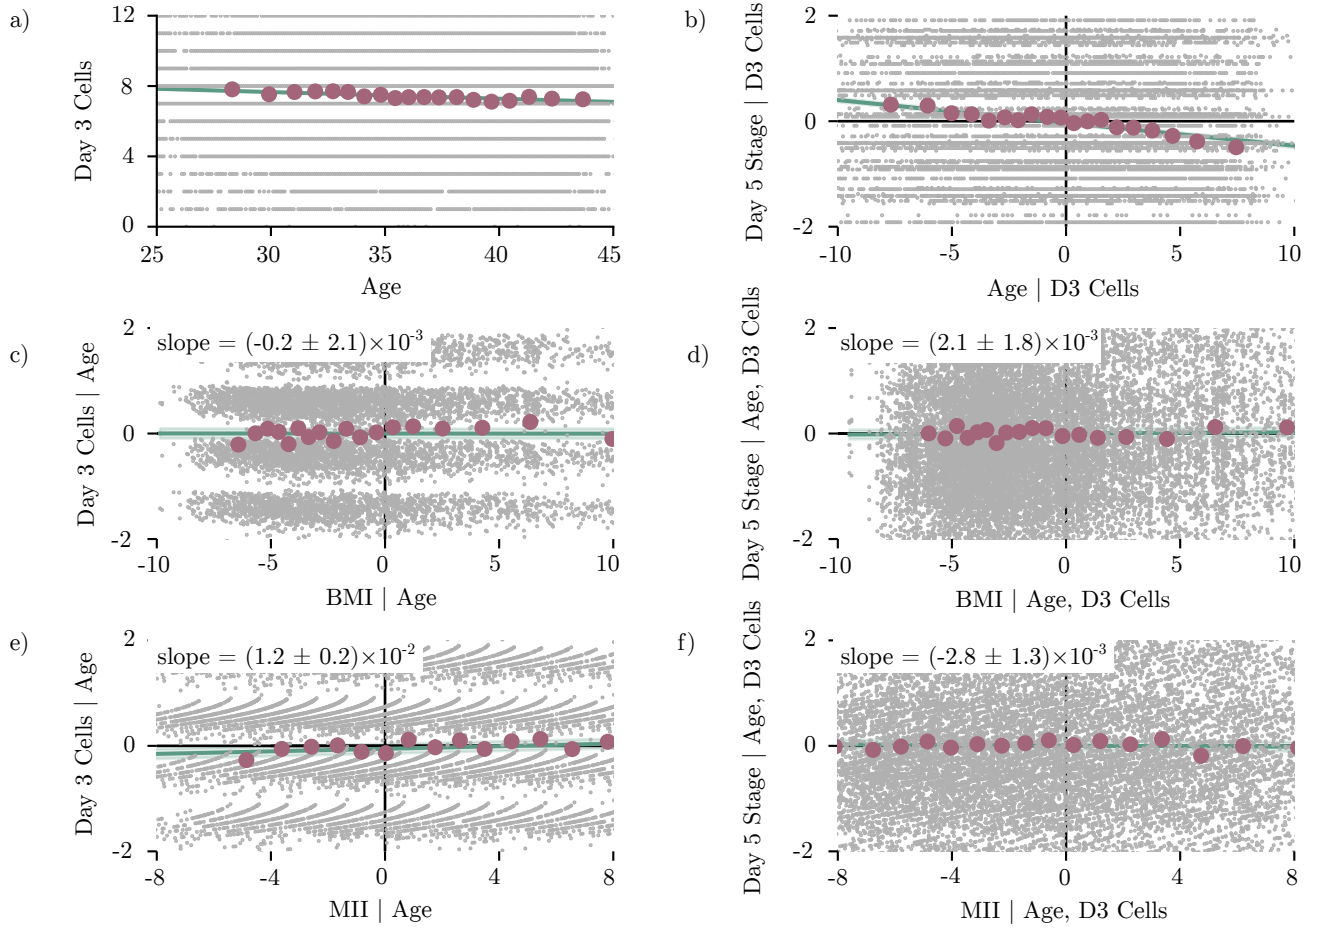 a)
Day 3 Cells
12
8
4
0
25
30
35
40
45
Age
b)
Day 5 Stage | D3 Cells
2
0
-2
-10
-5
0
5
10
Age | D3 Cells
c)
Day 3 Cells | Age
2
0
-2
slope = (-0.2 ± 2.1)×10-3
-10
-5
0
5
10
BMI | Age
d)
Day 5 Stage | Age, D3 Cells
2
0
-2
slope = (2.1 ± 1.8)×10-3
-10
-5
0
5
10
BMI | Age, D3 Cells
e)
Day 3 Cells | Age
2
0
-2
slope = (1.2 ± 0.2)×10-2
-8
-4
0
4
8
MII | Age
f)
Day 5 Stage | Age, D3 Cells
2
0
-2
slope = (-2.8 ± 1.3)×10-3
-8
-4
0
4
8
MII | Age, D3 Cells